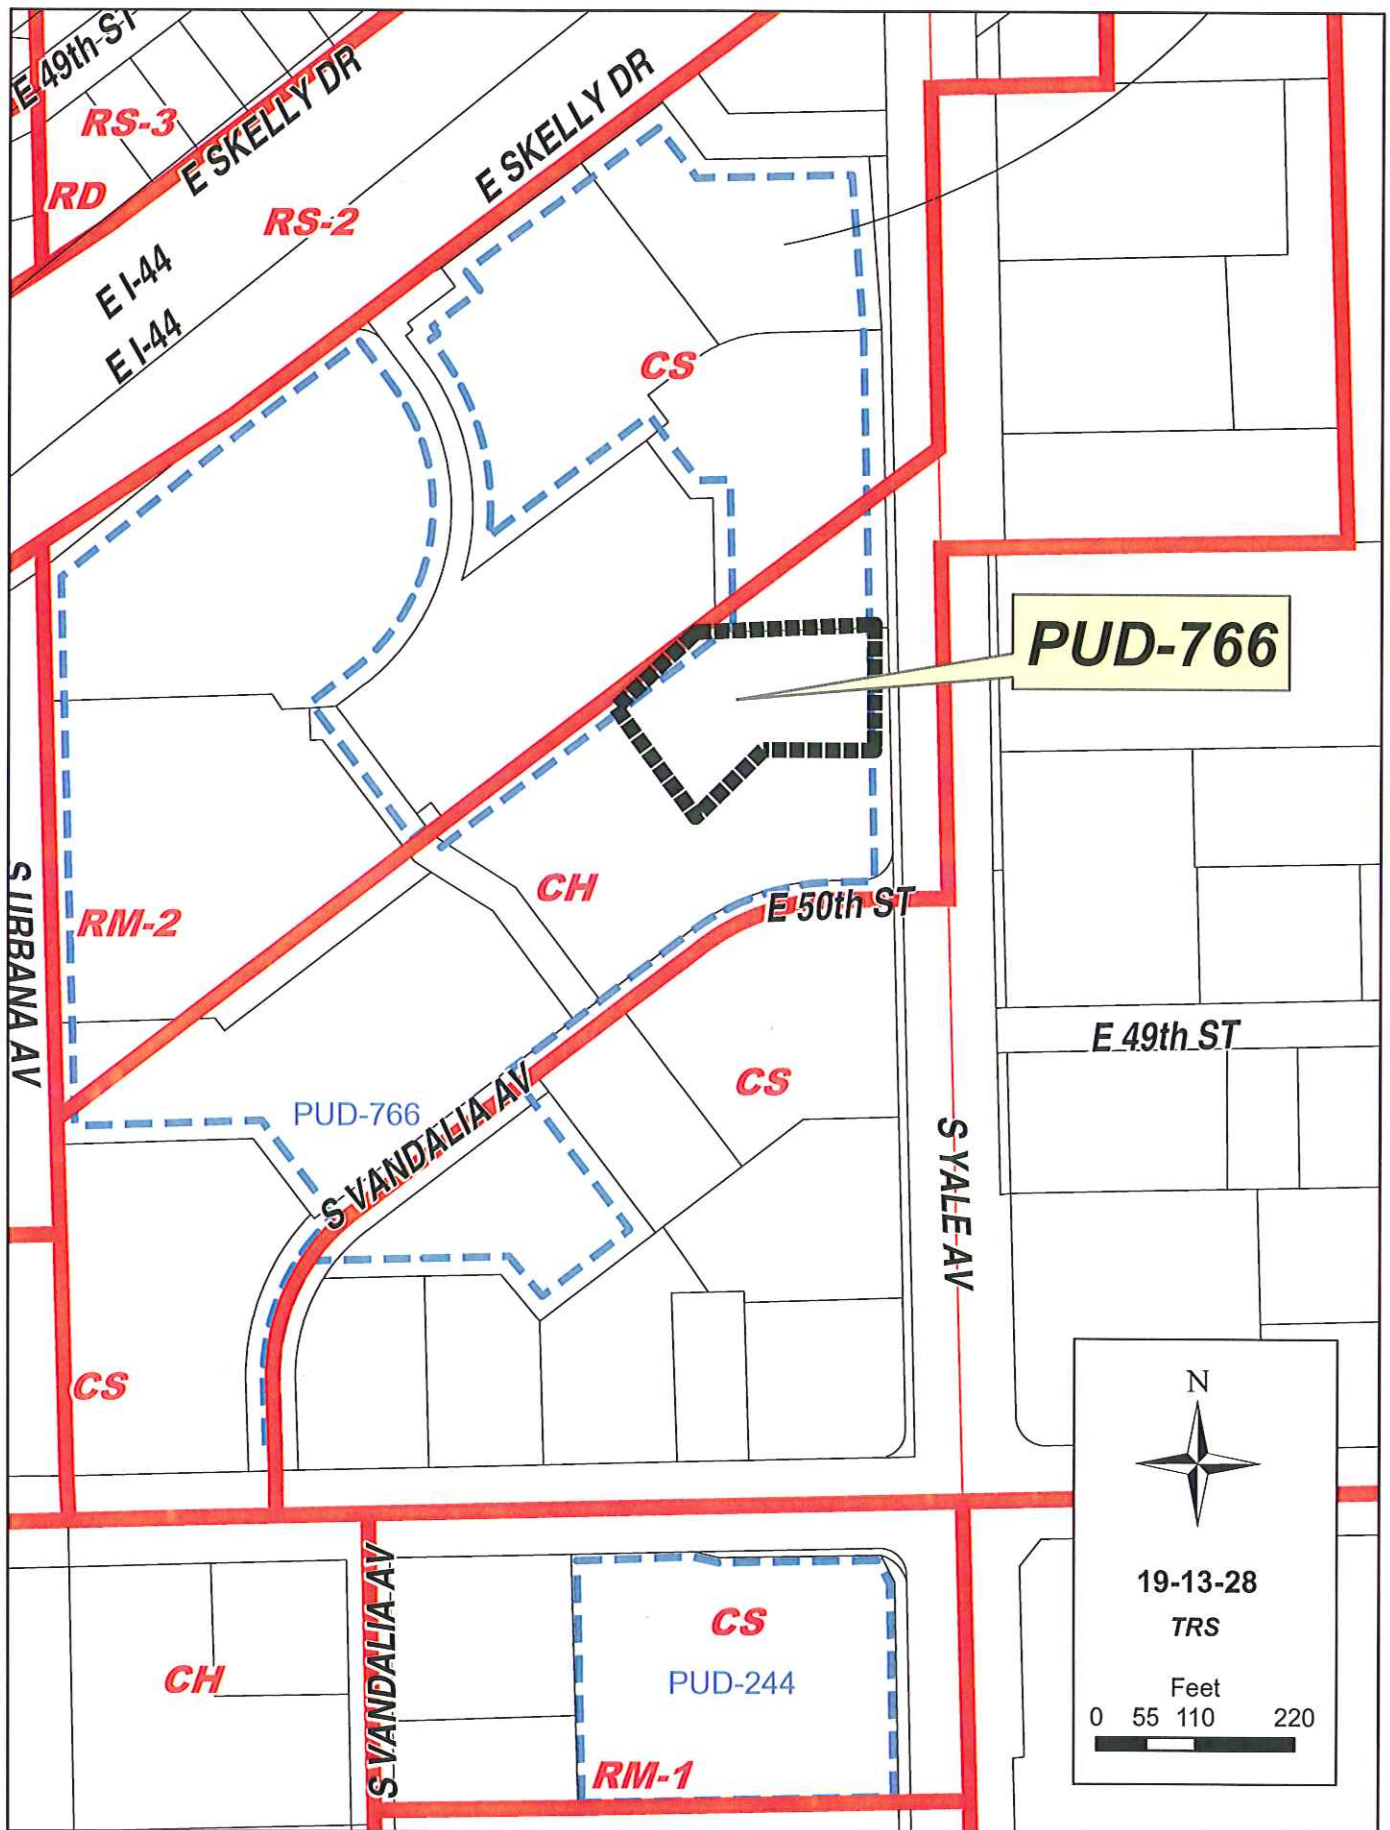 E 49th ST
RS-3
E SKELLY DR
E SKELLY DR
RD
RS-2
E I-44
E I-44
CS
PUD-766
CH
E 50th ST
RM-2
S URBANA AV
E 49th ST
CS
PUD-766
S VANDALIA AV
S YALE AV
CS
N
19-13-28
TRS
Feet
0 55 110 220
S VANDALIA AV
CS
CH
PUD-244
RM-1